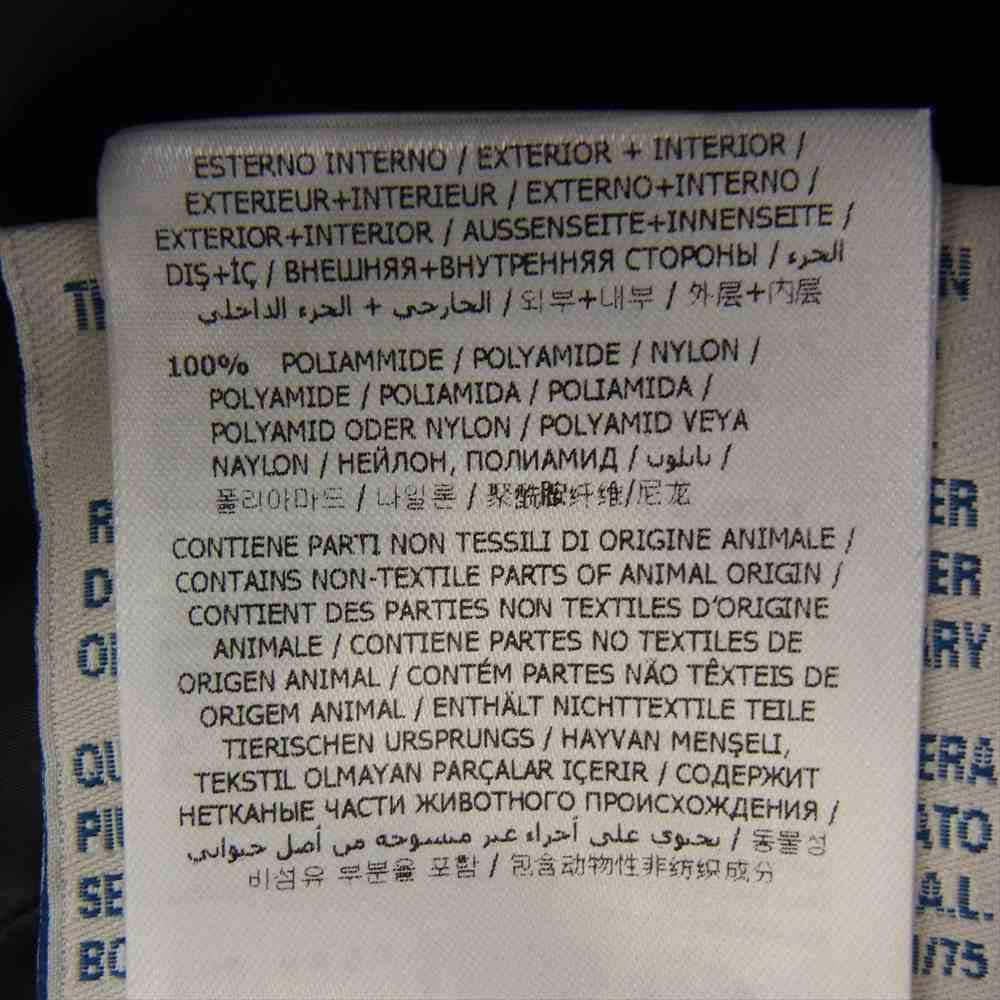 ESTERNO INTERNO / EXTERIOR + INTERIOR /
EXTERIEUR+INTERIEUR / EXTERNO+INTERNO /
EXTERIOR+INTERIOR / AUSSENSEITE+INNENSEITE /
DIŞ+İÇ / ВНЕШНЯЯ+ВНУТРЕННЯЯ СТОРОНЫ / الجزء
الخارجي + الجزء الداخلي / 외부+내부 / 外层+内层
100% POLIAMMIDE / POLYAMIDE / NYLON /
POLYAMIDE / POLIAMIDA / POLIAMIDA /
POLYAMID ODER NYLON / POLYAMID VEYA
NAYLON / НЕЙЛОН, ПОЛИАМИД / نايلون /
폴리아마드 / 나일론 / 聚酰胺纤维/尼龙
CONTIENE PARTI NON TESSILI DI ORIGINE ANIMALE /
CONTAINS NON-TEXTILE PARTS OF ANIMAL ORIGIN /
CONTIENT DES PARTIES NON TEXTILES D'ORIGINE
ANIMALE / CONTIENE PARTES NO TEXTILES DE
ORIGEN ANIMAL / CONTÉM PARTES NÃO TÊXTEIS DE
ORIGEM ANIMAL / ENTHÄLT NICHTTEXTILE TEILE
TIERISCHEN URSPRUNGS / HAYVAN MENŞELİ,
TEKSTIL OLMAYAN PARÇALAR IÇERIR / СОДЕРЖИТ
НЕТКАНЫЕ ЧАСТИ ЖИВОТНОГО ПРОИСХОЖДЕНИЯ /
يحتوي على أجزاء غير منسوجه من أصل حيواني / 동물성
비섬유 부분을 포함 / 包含动物性非纺织成分